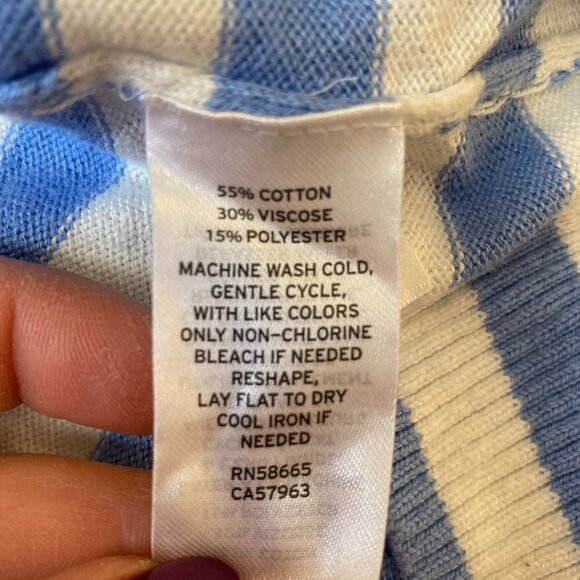 55% COTTON
30% VISCOSE
15% POLYESTER
MACHINE WASH COLD,
GENTLE CYCLE,
WITH LIKE COLORS
ONLY NON-CHLORINE
BLEACH IF NEEDED
RESHAPE,
LAY FLAT TO DRY
COOL IRON IF
NEEDED
RN58665
CA57963